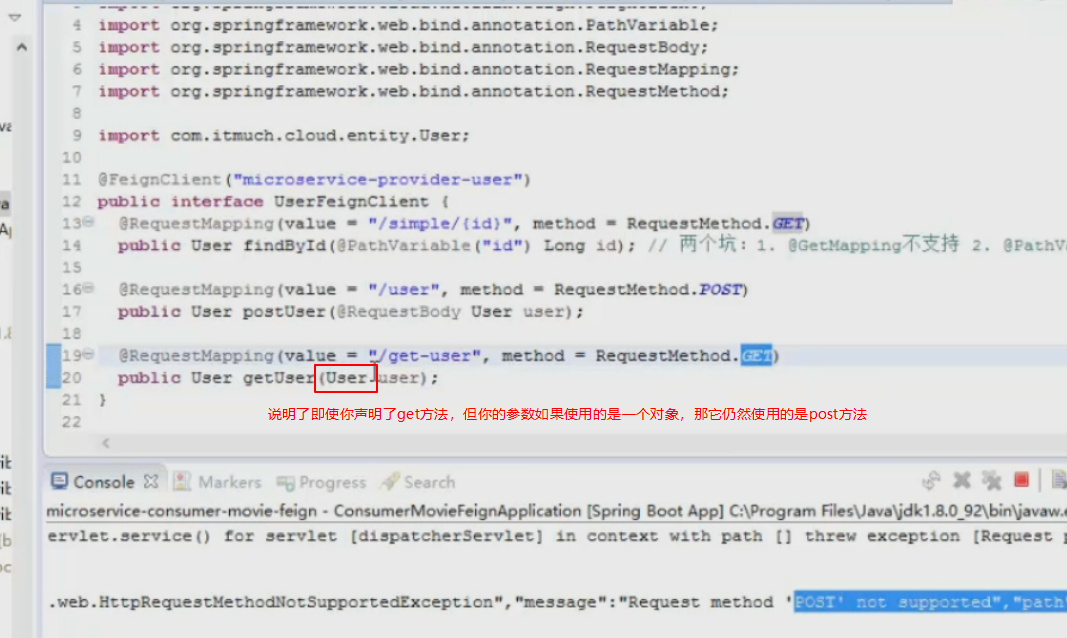 4 import org.springframework.web.bind.annotation.PathVariable;
5 import org.springframework.web.bind.annotation.RequestBody;
6 import org.springframework.web.bind.annotation.RequestMapping;
7 import org.springframework.web.bind.annotation.RequestMethod;
8
9 import com.itmuch.cloud.entity.User;
10
11 @FeignClient("microservice-provider-user")
12 public interface UserFeignClient {
13 @RequestMapping(value = "/simple/{id}", method = RequestMethod.GET)
14 public User findById(@PathVariable("id") Long id); // 两个坑：1. @GetMapping不支持 2. @PathVa
15
16 @RequestMapping(value = "/user", method = RequestMethod.POST)
17 public User postUser(@RequestBody User user);
18
19 @RequestMapping(value = "/get-user", method = RequestMethod.GET)
20 public User getUser(User user);
21 }
说明了即使你声明了get方法，但你的参数如果使用的是一个对象，那它仍然使用的是post方法
22
Console Markers Progress Search
microservice-consumer-movie-feign - ConsumerMovieFeignApplication [Spring Boot App] C:\Program Files\Java\jdk1.8.0_92\bin\javaw.e
ervlet.service() for servlet [dispatcherServlet] in context with path [] threw exception [Request p
.web.HttpRequestMethodNotSupportedException","message":"Request method 'POST' not supported","path"